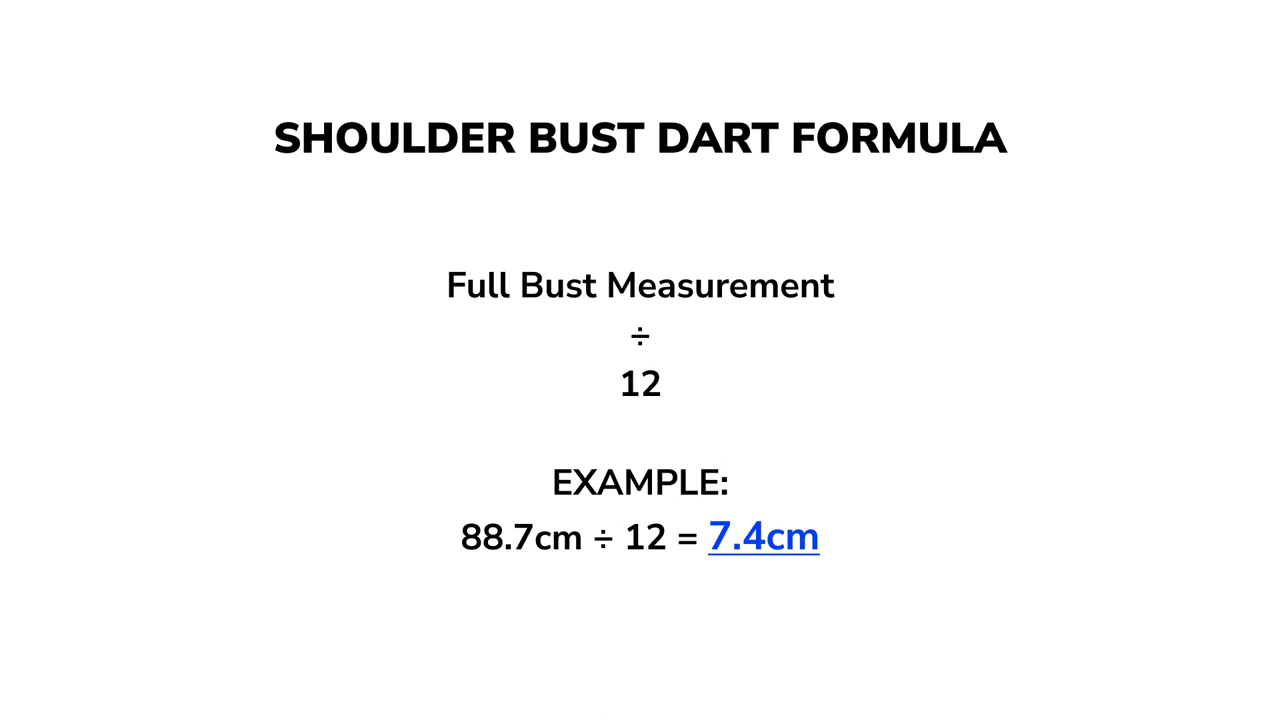 SHOULDER BUST DART FORMULA
Full Bust Measurement
÷
12
EXAMPLE:
88.7cm ÷ 12 = 7.4cm